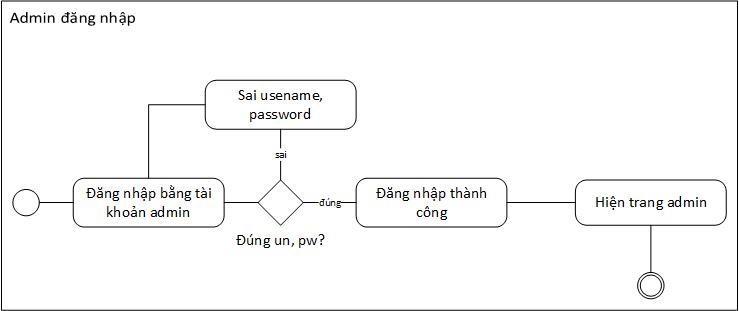 Admin đăng nhập
Sai usename,
password
sai
Đăng nhập bằng tài
khoản admin
đúng
Đăng nhập thành
công
Hiện trang admin
Đúng un, pw?